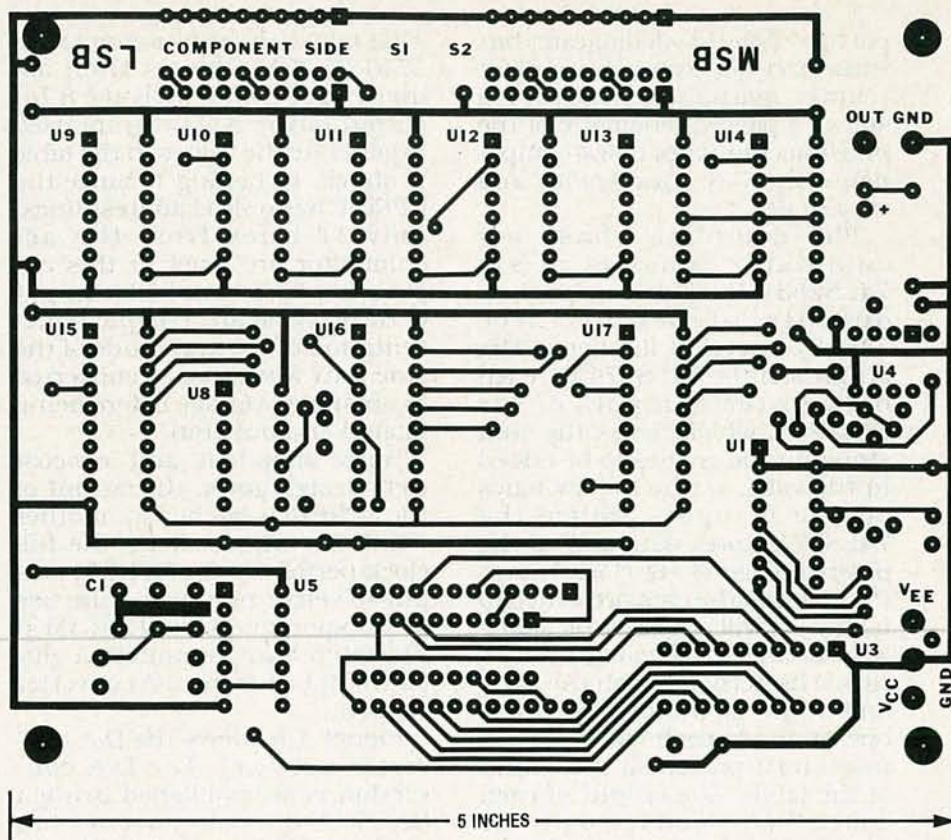 LSB
COMPONENT SIDE S1 S2
MSB
U9 U10 U11 U12 U13 U14
OUT GND
+
U15 U16 U17
U8
U4
U1
C1 U5
VEE
U3
VCC
GND
5 INCHES